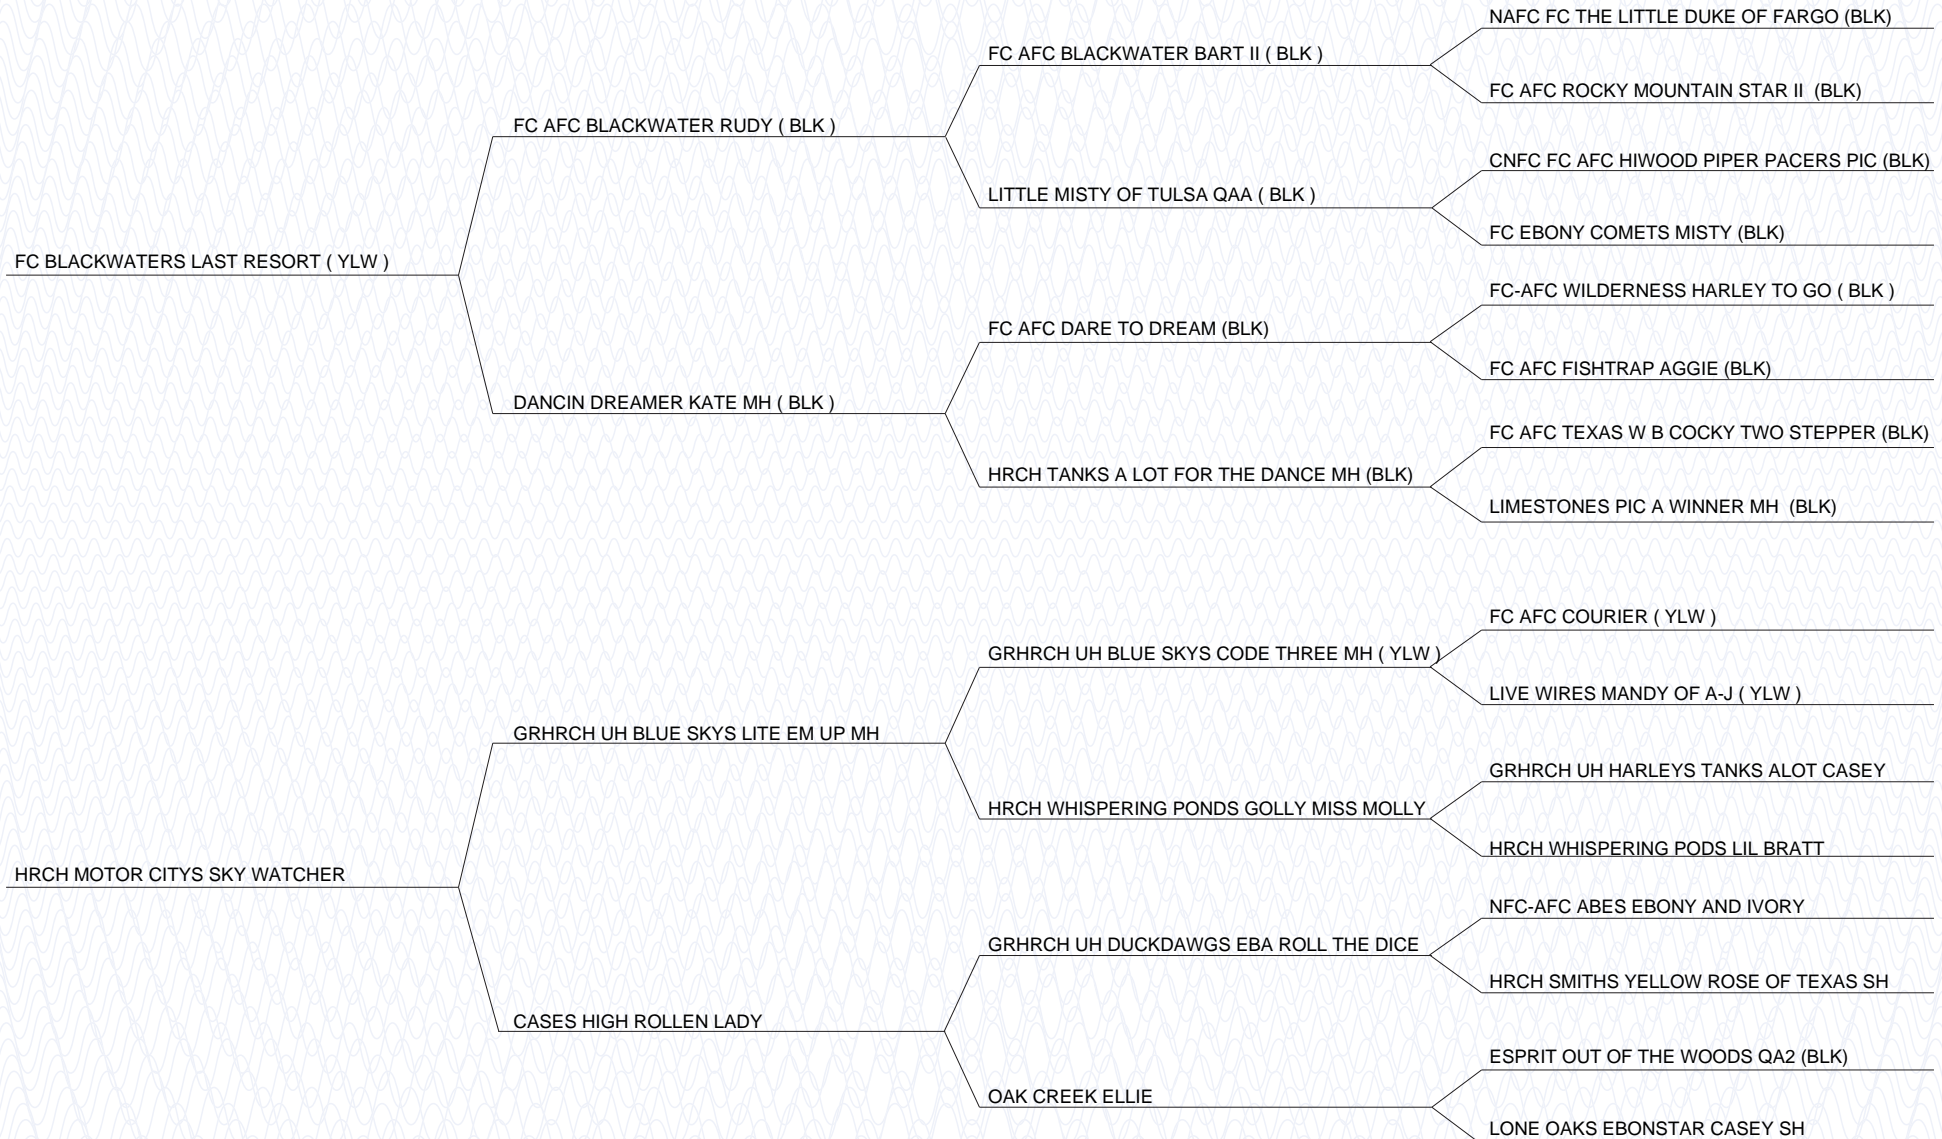 NAFC FC THE LITTLE DUKE OF FARGO (BLK)
FC AFC BLACKWATER BART II ( BLK )
FC AFC ROCKY MOUNTAIN STAR II (BLK)
FC AFC BLACKWATER RUDY ( BLK )
CNFC FC AFC HIWOOD PIPER PACERS PIC (BLK)
LITTLE MISTY OF TULSA QAA ( BLK )
FC EBONY COMETS MISTY (BLK)
FC BLACKWATERS LAST RESORT ( YLW )
FC-AFC WILDERNESS HARLEY TO GO ( BLK )
FC AFC DARE TO DREAM (BLK)
FC AFC FISHTRAP AGGIE (BLK)
DANCIN DREAMER KATE MH ( BLK )
FC AFC TEXAS W B COCKY TWO STEPPER (BLK)
HRCH TANKS A LOT FOR THE DANCE MH (BLK)
LIMESTONES PIC A WINNER MH (BLK)
FC AFC COURIER ( YLW )
GRHRCH UH BLUE SKYS CODE THREE MH ( YLW )
LIVE WIRES MANDY OF A-J ( YLW )
GRHRCH UH BLUE SKYS LITE EM UP MH
GRHRCH UH HARLEYS TANKS ALOT CASEY
HRCH WHISPERING PONDS GOLLY MISS MOLLY
HRCH WHISPERING PODS LIL BRATT
HRCH MOTOR CITYS SKY WATCHER
NFC-AFC ABES EBONY AND IVORY
GRHRCH UH DUCKDAWGS EBA ROLL THE DICE
HRCH SMITHS YELLOW ROSE OF TEXAS SH
CASES HIGH ROLLEN LADY
ESPRIT OUT OF THE WOODS QA2 (BLK)
OAK CREEK ELLIE
LONE OAKS EBONSTAR CASEY SH